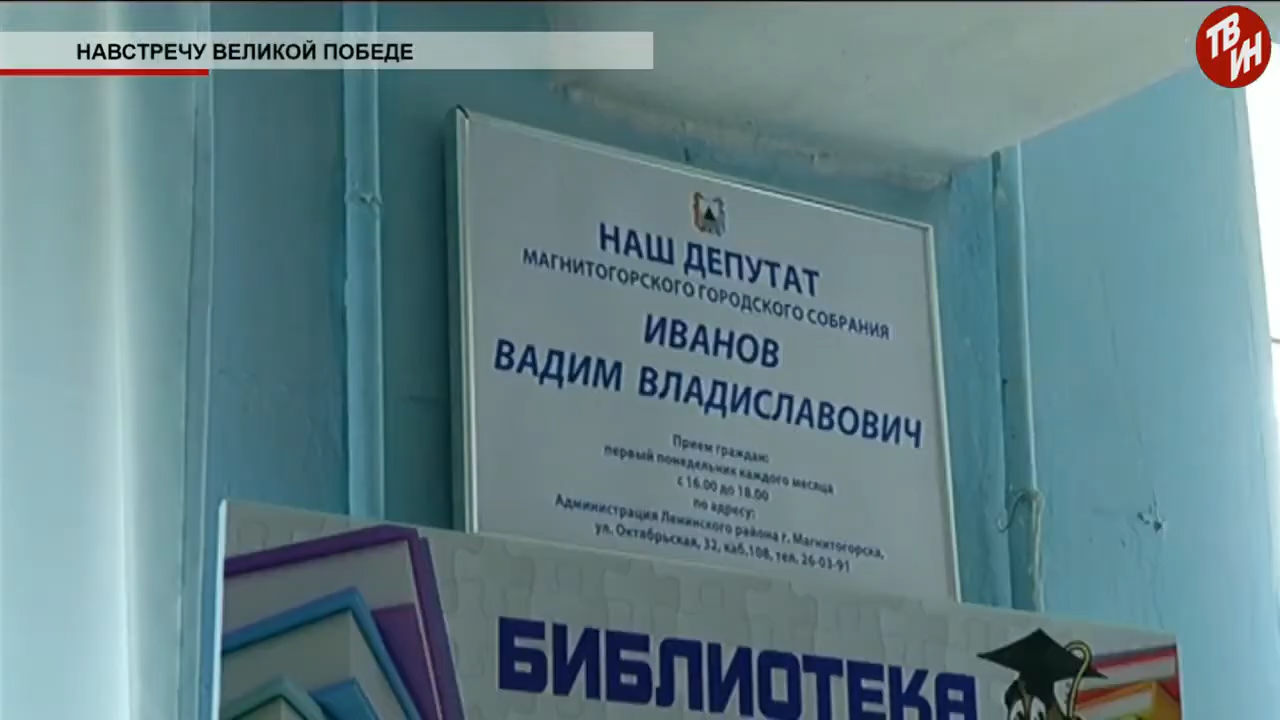 НАВСТРЕЧУ ВЕЛИКОЙ ПОБЕДЕ
ТВ
ИН
НАШ ДЕПУТАТ
МАГНИТОГОРСКОГО ГОРОДСКОГО СОБРАНИЯ
ИВАНОВ
ВАДИМ ВЛАДИСЛАВОВИЧ
Прием граждан:
первый понедельник каждого месяца
с 16.00 до 18.00
по адресу:
Администрация Ленинского района г. Магнитогорска,
ул. Октябрьская, 32, каб.108, тел. 26-03-91
БИБЛИОТЕКА